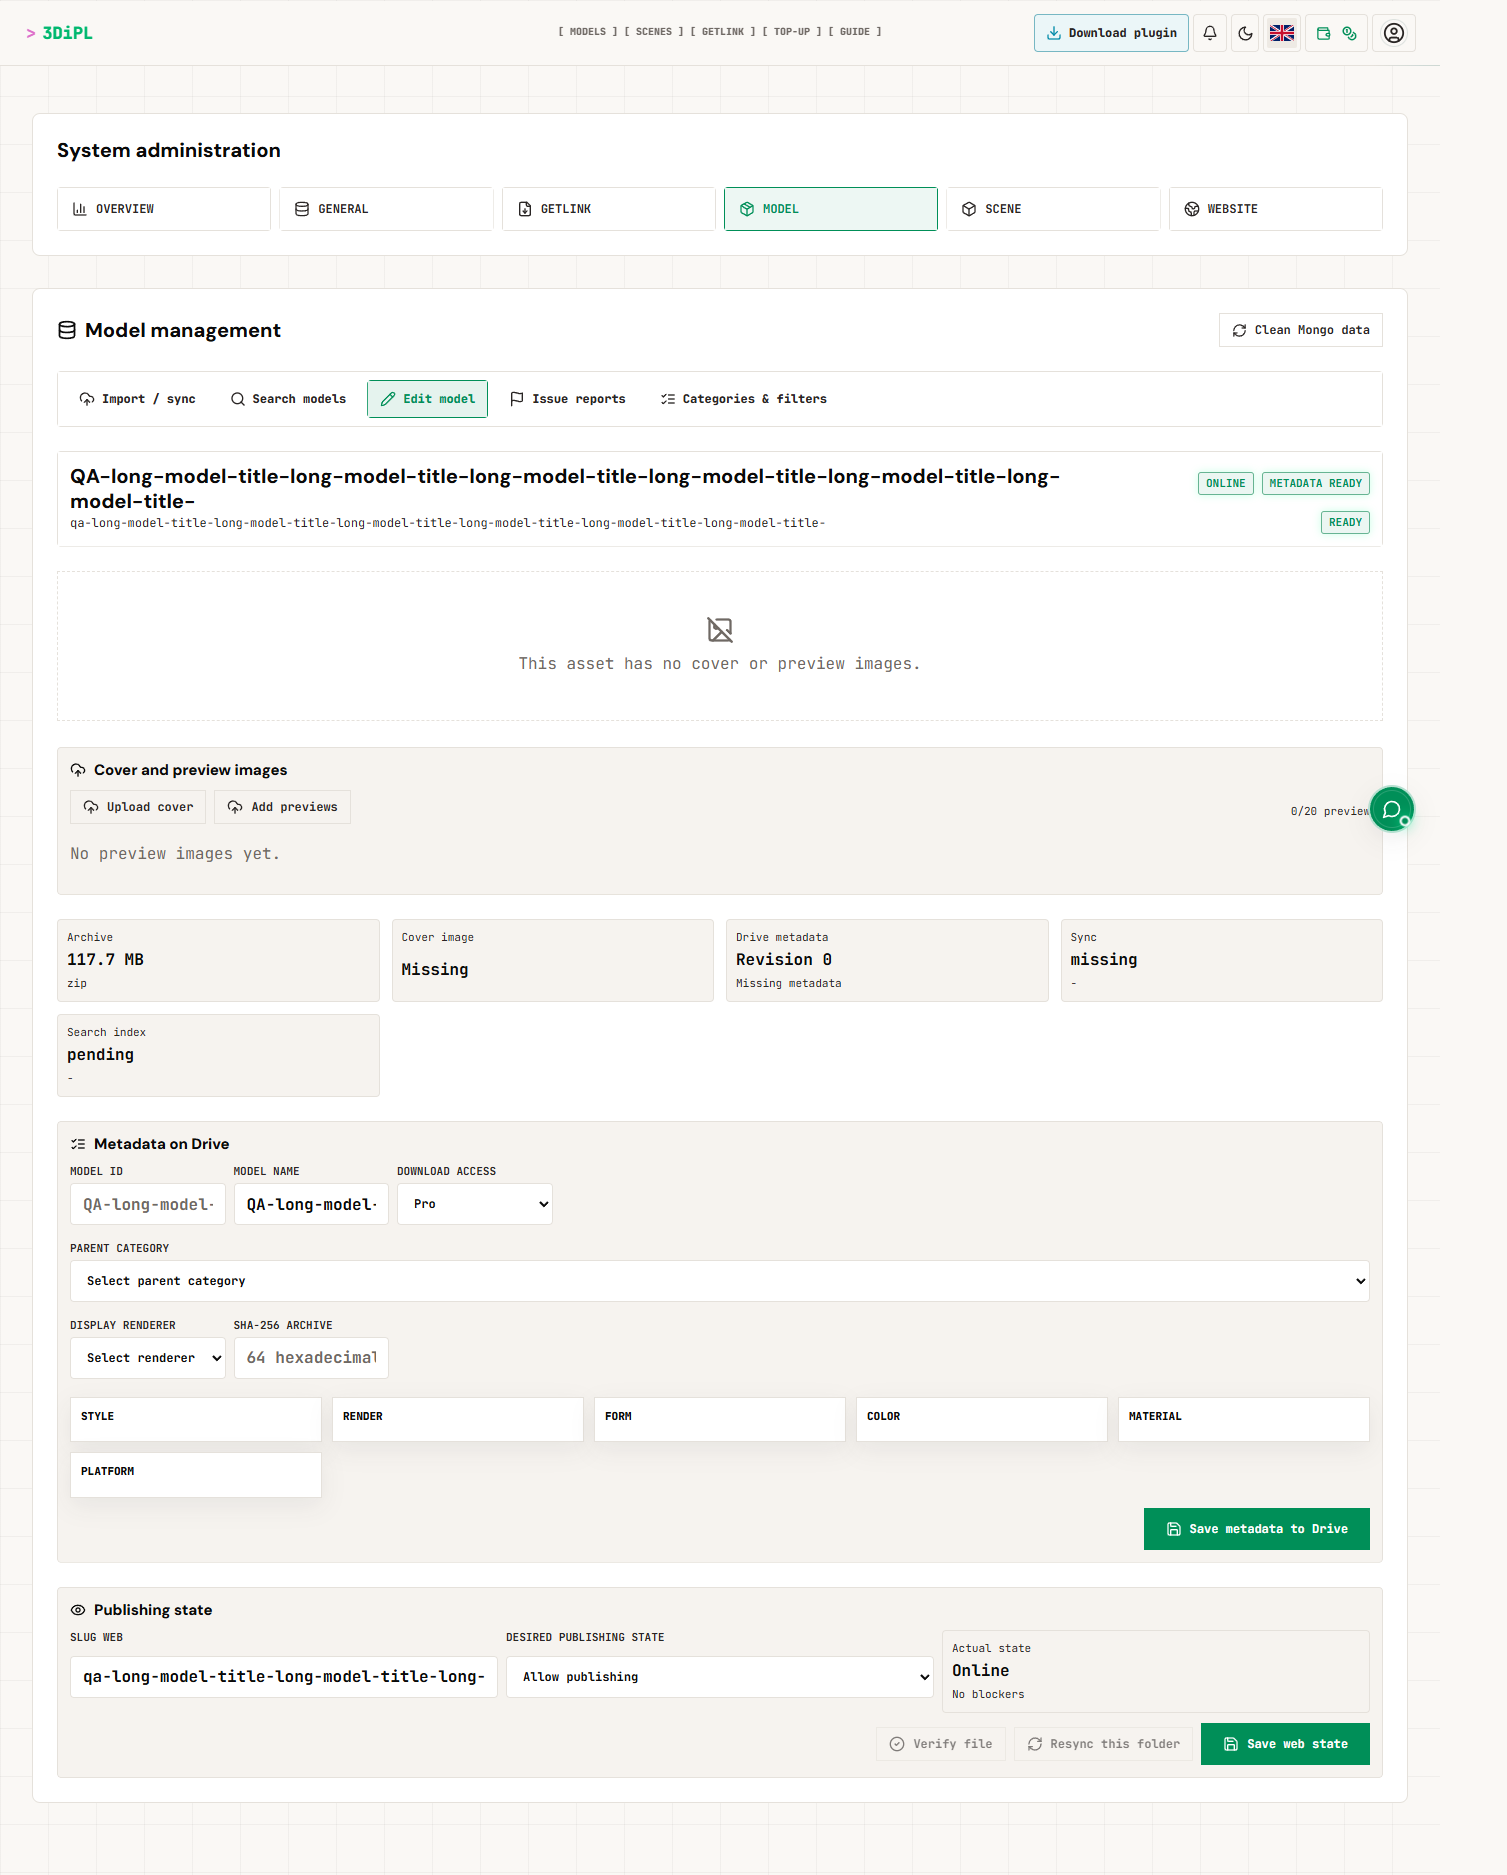 > 3DiPL
[ MODELS ] [ SCENES ] [ GETLINK ] [ TOP-UP ] [ GUIDE ]
Download plugin
System administration
OVERVIEW
GENERAL
GETLINK
MODEL
SCENE
WEBSITE
Model management
Clean Mongo data
Import / sync
Search models
Edit model
Issue reports
Categories & filters
QA-long-model-title-long-model-title-long-model-title-long-model-title-long-model-title-long-
model-title-
qa-long-model-title-long-model-title-long-model-title-long-model-title-long-model-title-long-model-title-
ONLINE
METADATA READY
READY
This asset has no cover or preview images.
Cover and preview images
Upload cover
Add previews
0/20 preview
No preview images yet.
Archive
117.7 MB
zip
Cover image
Missing
Drive metadata
Revision 0
Missing metadata
Sync
missing
-
Search index
pending
-
Metadata on Drive
MODEL ID
MODEL NAME
DOWNLOAD ACCESS
QA-long-model-
QA-long-model-
Pro
PARENT CATEGORY
Select parent category
DISPLAY RENDERER
SHA-256 ARCHIVE
Select renderer
64 hexadecimal
STYLE
RENDER
FORM
COLOR
MATERIAL
PLATFORM
Save metadata to Drive
Publishing state
SLUG WEB
DESIRED PUBLISHING STATE
qa-long-model-title-long-model-title-long-
Allow publishing
Actual state
Online
No blockers
Verify file
Resync this folder
Save web state